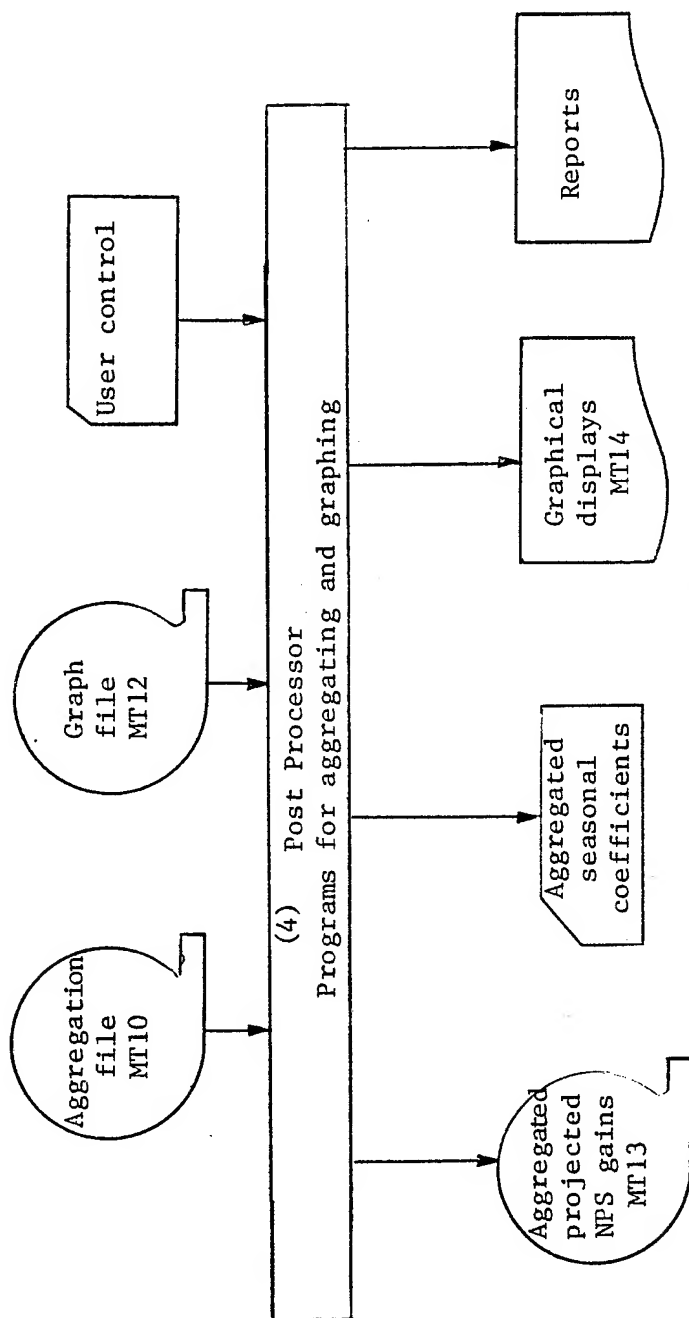 Aggregation
file
MT10
Graph
file
MT12
User control
(4) Post Processor
Programs for aggregating and graphing
Aggregated
projected
NPS gains
MT13
Aggregated
seasonal
coefficients
Graphical
displays
MT14
Reports